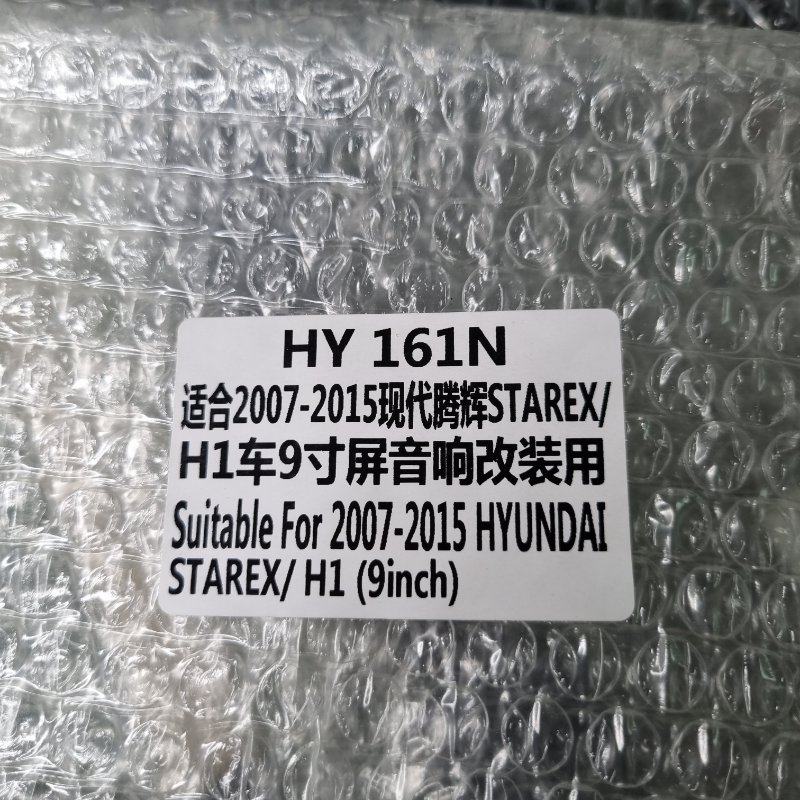 HY 161N
适合2007-2015现代腾辉STAREX/
H1车9寸屏音响改装用
Suitable For 2007-2015 HYUNDAI
STAREX/ H1 (9inch)